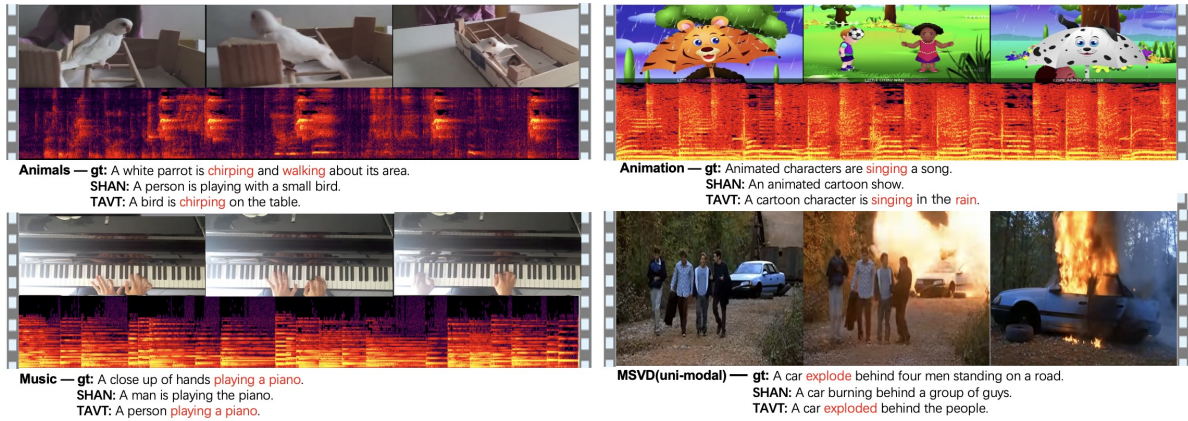 Animals — gt: A white parrot is chirping and walking about its area.
SHAN: A person is playing with a small bird.
TAVT: A bird is chirping on the table.
Animation — gt: Animated characters are singing a song.
SHAN: An animated cartoon show.
TAVT: A cartoon character is singing in the rain.
Music — gt: A close up of hands playing a piano.
SHAN: A man is playing the piano.
TAVT: A person playing a piano.
MSVD(uni-modal) — gt: A car explode behind four men standing on a road.
SHAN: A car burning behind a group of guys.
TAVT: A car exploded behind the people.